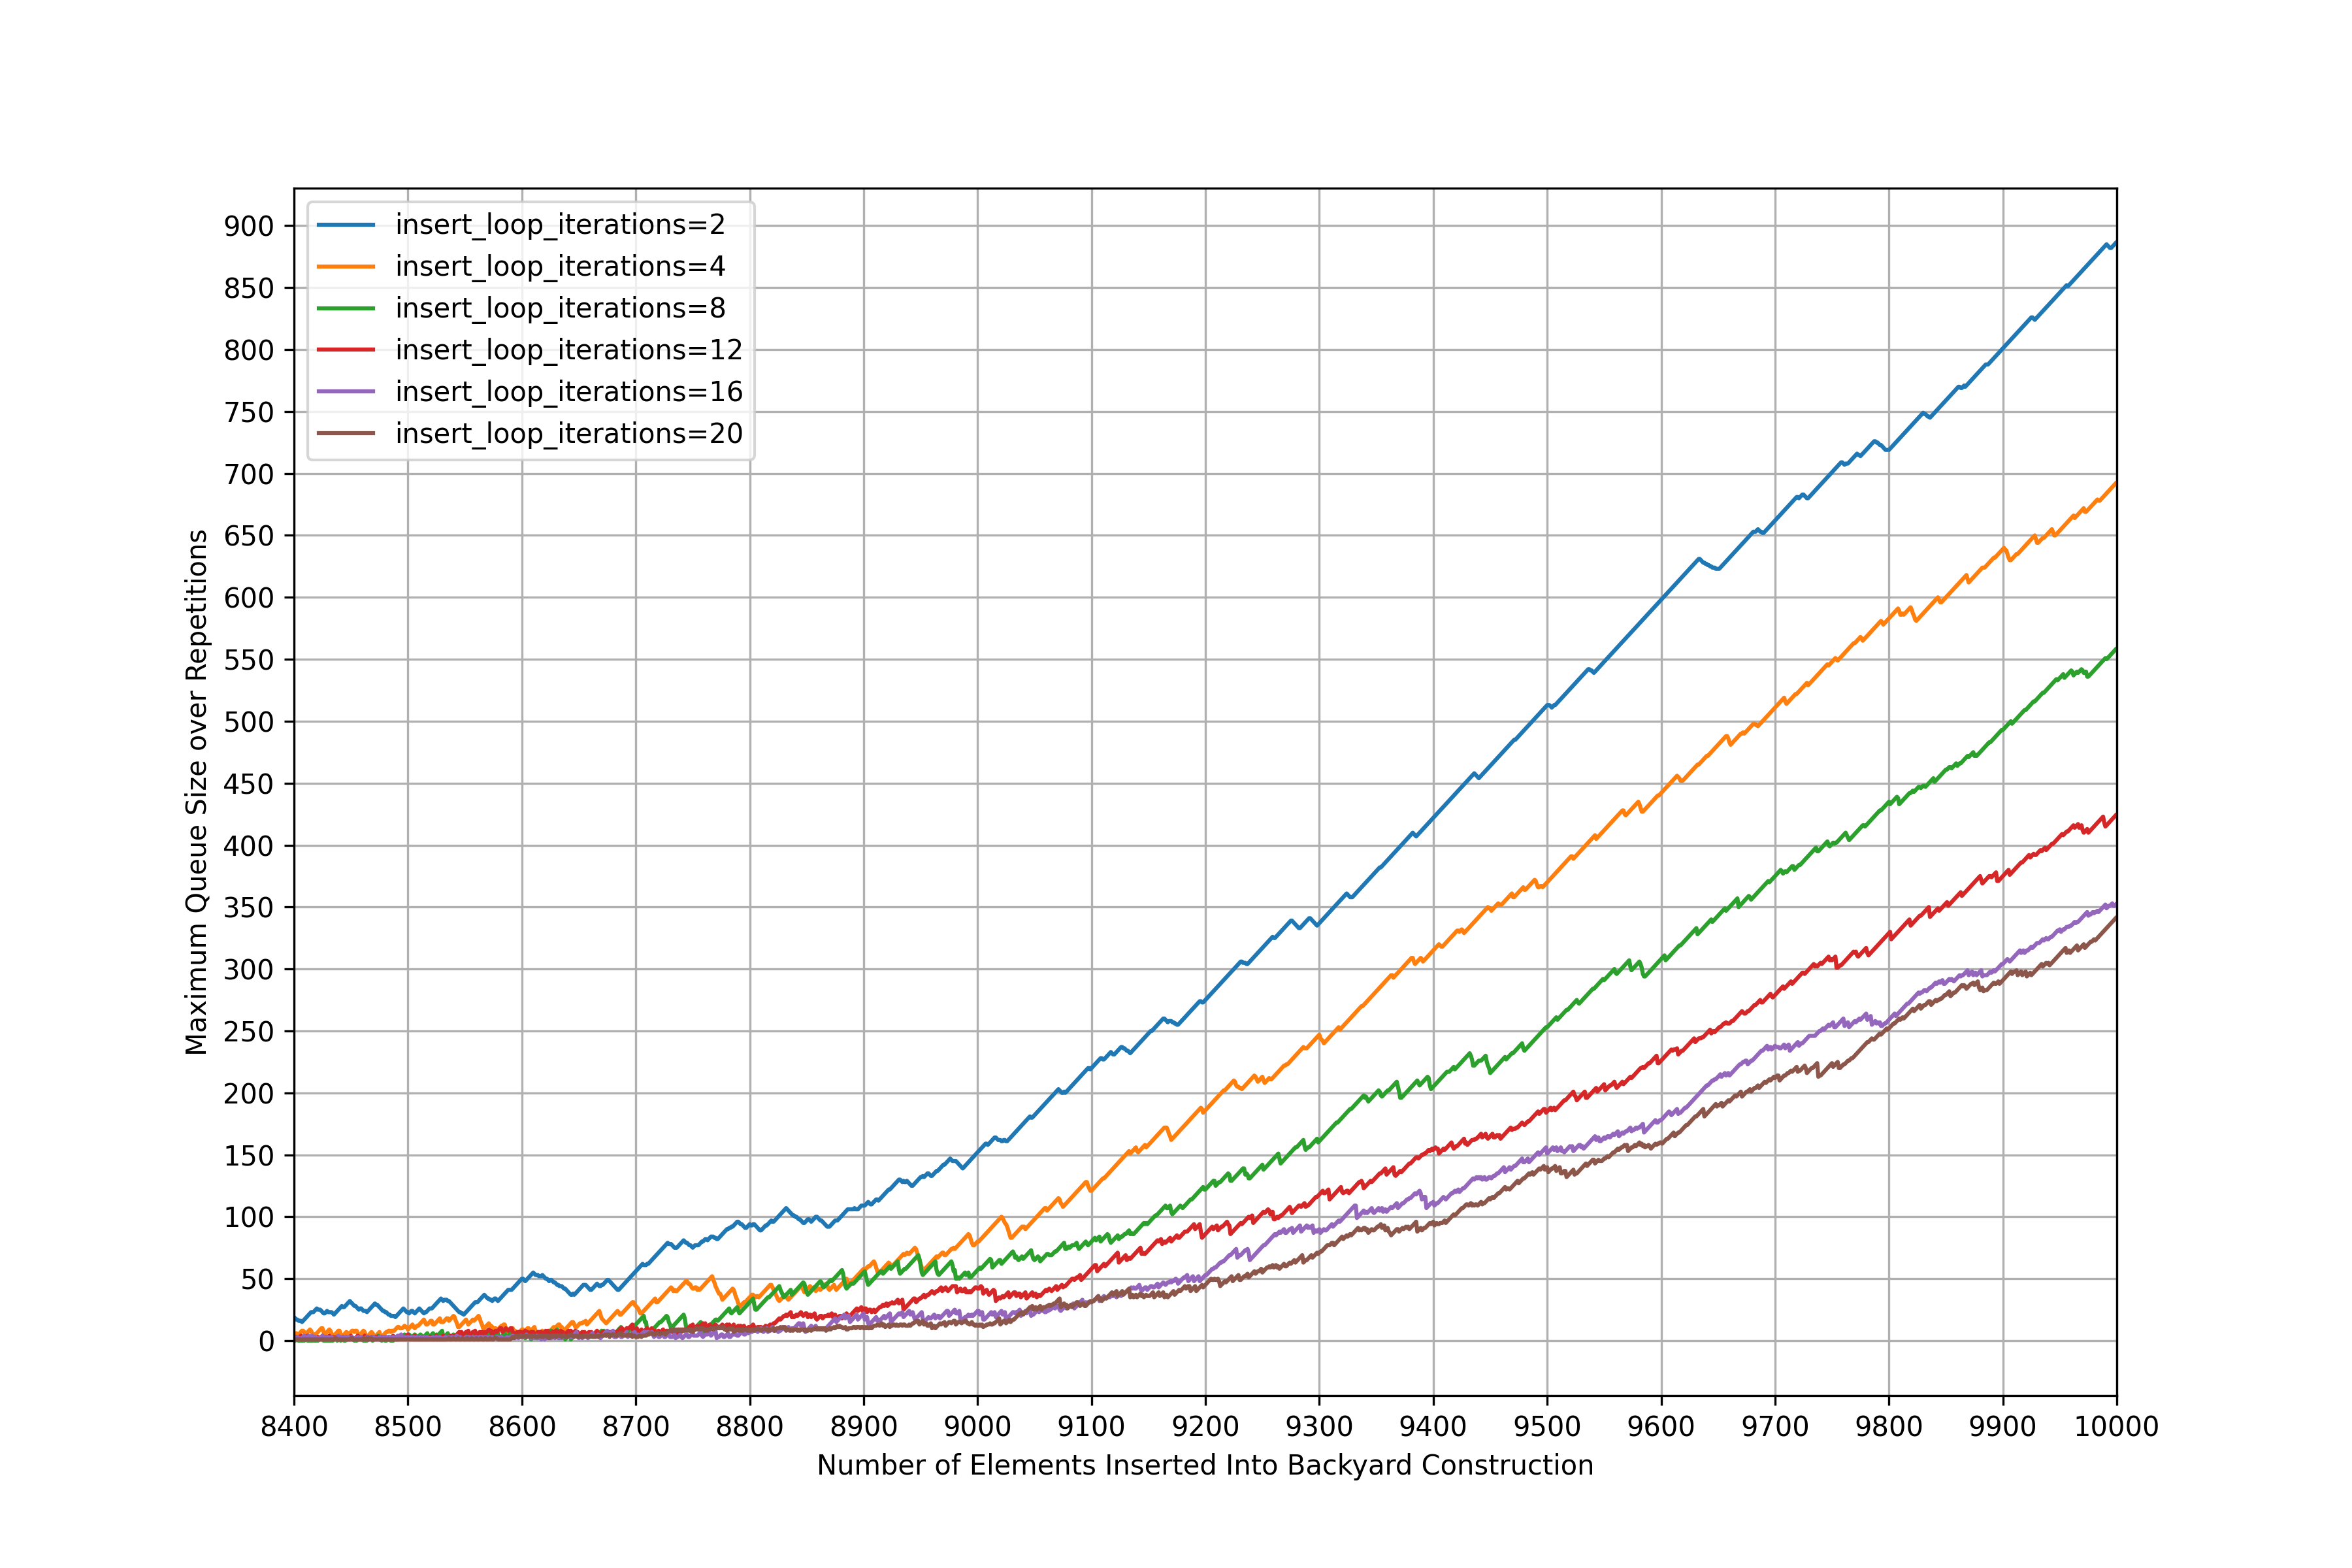 insert_loop_iterations=2
insert_loop_iterations=4
insert_loop_iterations=8
insert_loop_iterations=12
insert_loop_iterations=16
insert_loop_iterations=20
Maximum Queue Size over Repetitions
900
850
800
750
700
650
600
550
500
450
400
350
300
250
200
150
100
50
0
8400 8500 8600 8700 8800 8900 9000 9100 9200 9300 9400 9500 9600 9700 9800 9900 10000
Number of Elements Inserted Into Backyard Construction